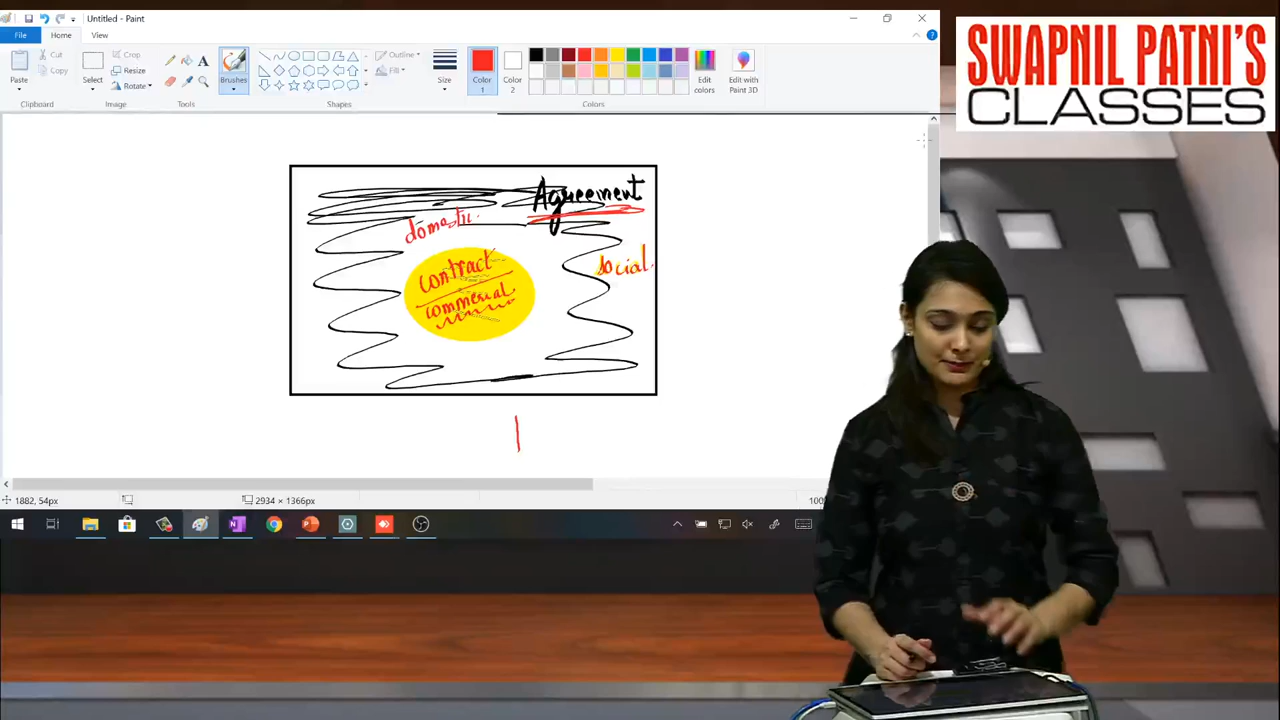 Untitled - Paint
File
Home
View
Cut
Copy
Paste
Clipboard
Crop
Resize
Rotate
Select
Image
Tools
Brushes
Outline
Fill
Shapes
Size
Color
1
Color
2
Edit
colors
Edit with
Paint 3D
Colors
SWAPNIL PATNI'S
CLASSES
Agreement
domestic
social
contract
commercial
1882, 54px
2934 × 1366px